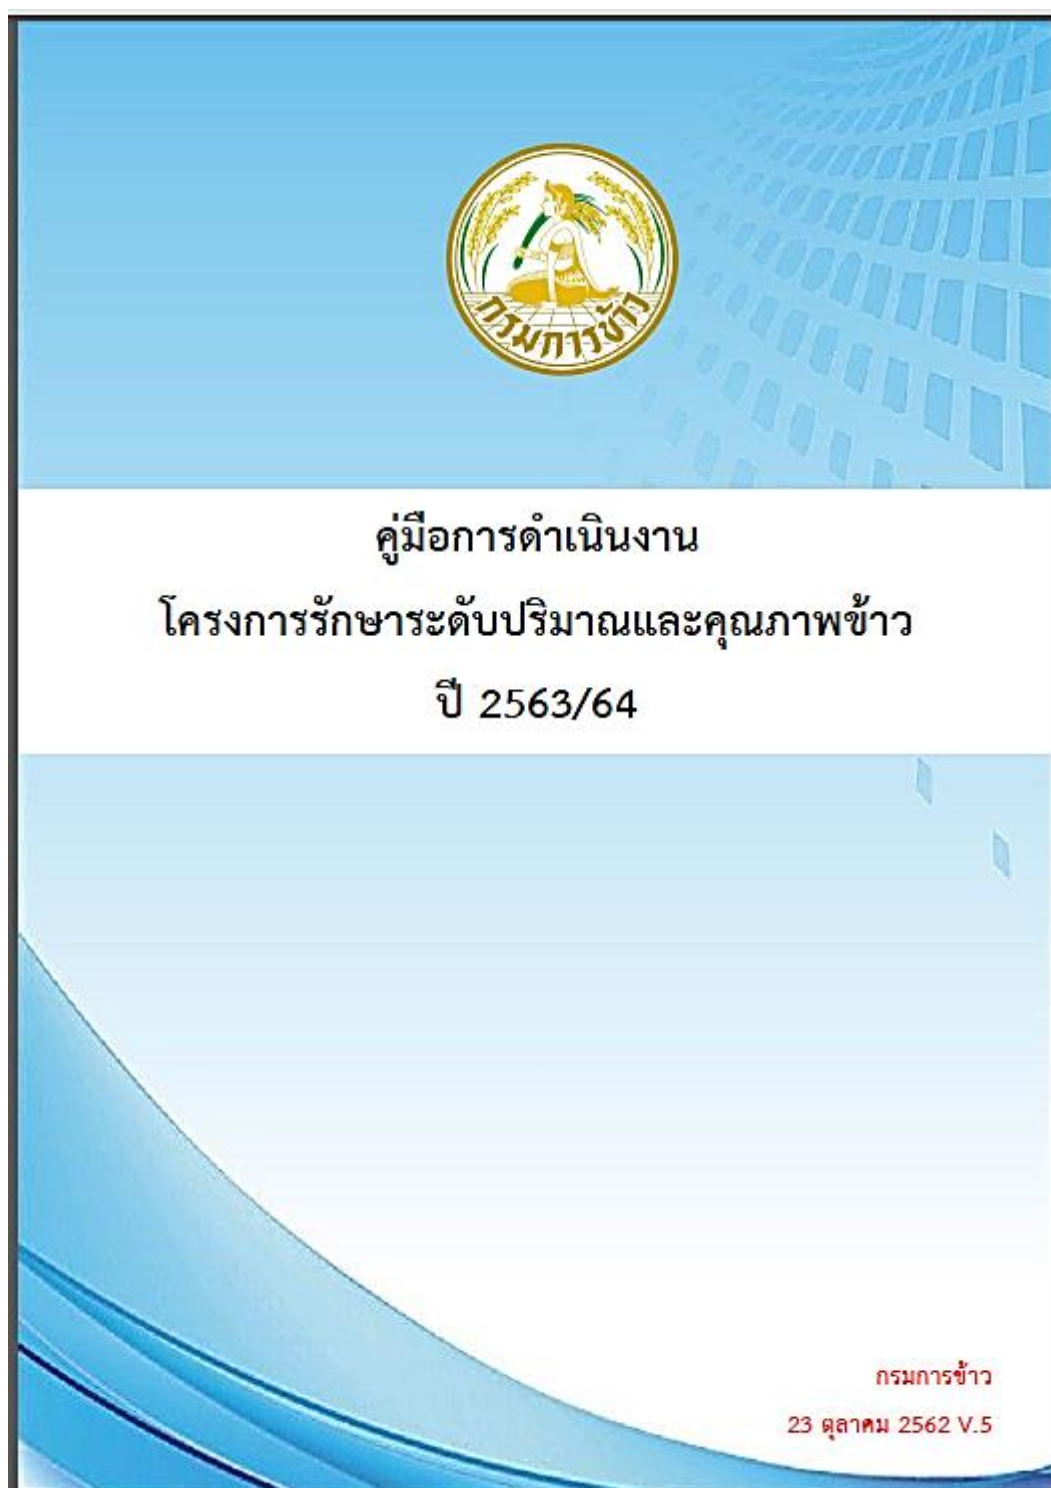 กรมการข้าว
คู่มือการดำเนินงาน
โครงการรักษาระดับปริมาณและคุณภาพข้าว
ปี 2563/64
กรมการข้าว
23 ตุลาคม 2562 V.5